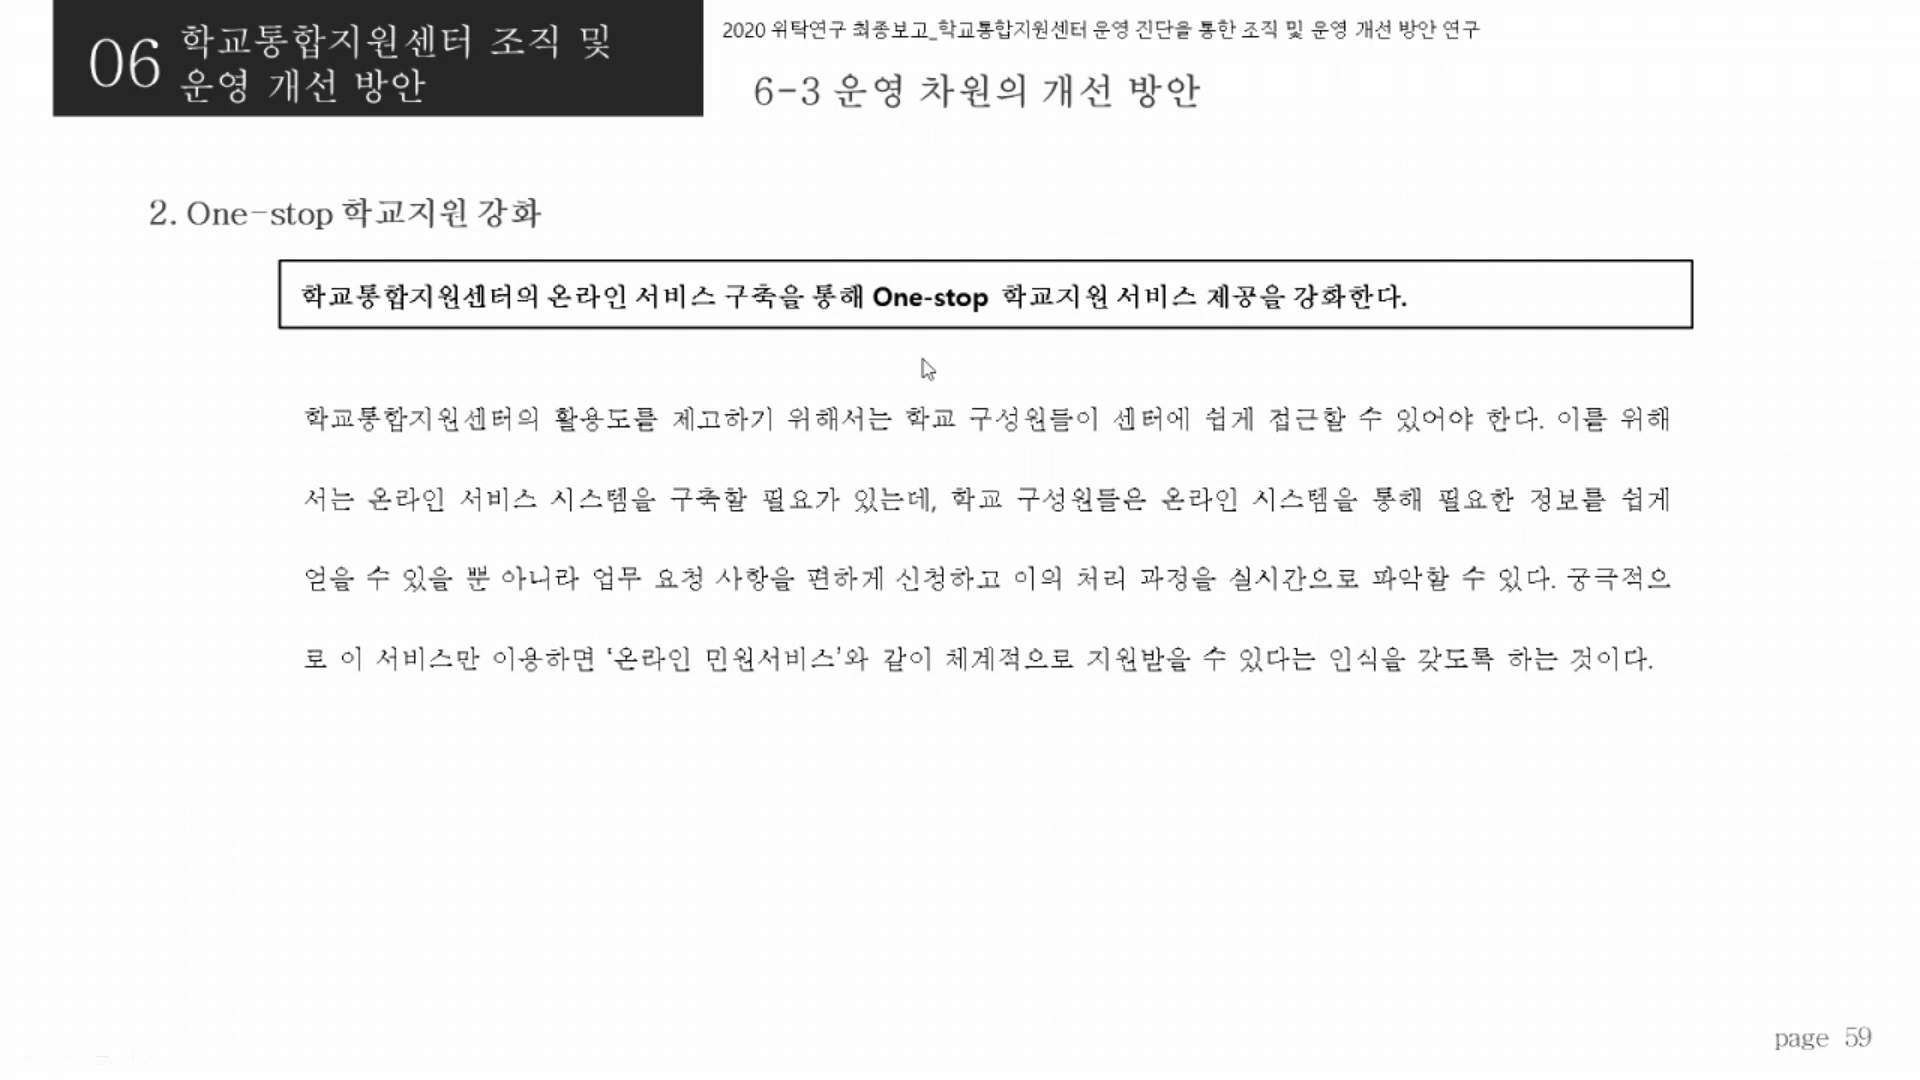 06 학교통합지원센터 조직 및
운영 개선 방안
2020 위탁연구 최종보고_학교통합지원센터 운영 진단을 통한 조직 및 운영 개선 방안 연구
6-3 운영 차원의 개선 방안
2. One-stop 학교지원 강화
학교통합지원센터의 온라인 서비스 구축을 통해 One-stop 학교지원 서비스 제공을 강화한다.
학교통합지원센터의 활용도를 제고하기 위해서는 학교 구성원들이 센터에 쉽게 접근할 수 있어야 한다. 이를 위해
서는 온라인 서비스 시스템을 구축할 필요가 있는데, 학교 구성원들은 온라인 시스템을 통해 필요한 정보를 쉽게
얻을 수 있을 뿐 아니라 업무 요청 사항을 편하게 신청하고 이의 처리 과정을 실시간으로 파악할 수 있다. 궁극적으
로 이 서비스만 이용하면 ‘온라인 민원서비스’와 같이 체계적으로 지원받을 수 있다는 인식을 갖도록 하는 것이다.
page 59